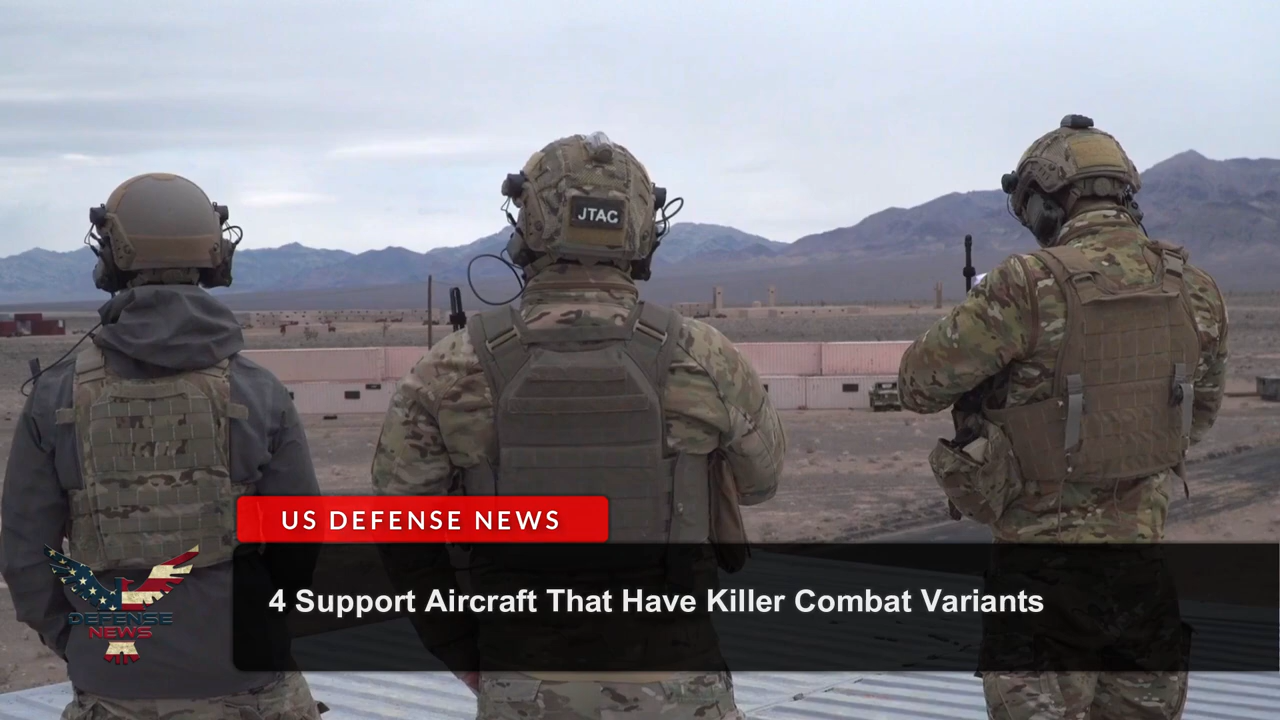 JTAC
US DEFENSE NEWS
4 Support Aircraft That Have Killer Combat Variants
DEFENSE
NEWS